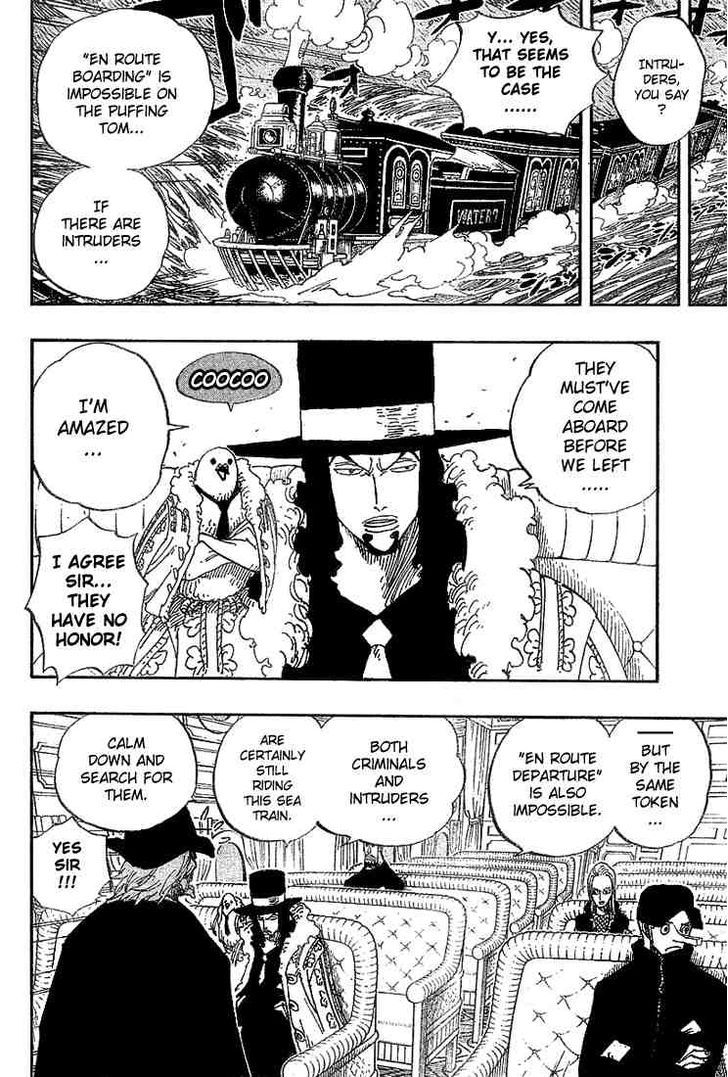 INTRU-
DERS,
YOU SAY
?
Y... YES,
THAT SEEMS
TO BE THE
CASE
......
"EN ROUTE
BOARDING" IS
IMPOSSIBLE ON
THE PUFFING
TOM...
IF
THERE ARE
INTRUDERS
...
THEY
MUST'VE
COME
ABOARD
BEFORE
WE LEFT
.....
COOCOO
I'M
AMAZED
...
I AGREE
SIR...
THEY
HAVE NO
HONOR!
BUT
BY THE
SAME
TOKEN
...
"EN ROUTE
DEPARTURE"
IS ALSO
IMPOSSIBLE.
BOTH
CRIMINALS
AND
INTRUDERS
...
ARE
CERTAINLY
STILL
RIDING
THIS SEA
TRAIN.
CALM
DOWN AND
SEARCH FOR
THEM.
YES
SIR
!!!